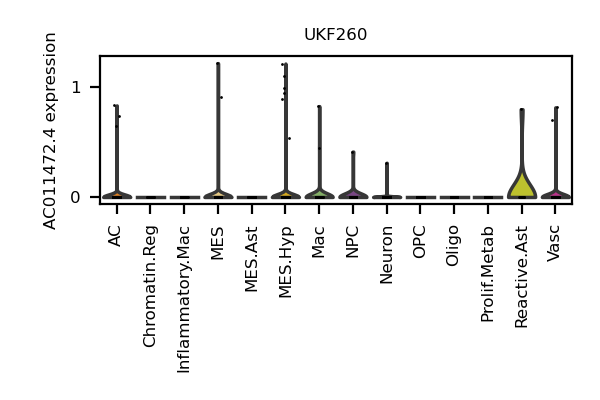 UKF260
AC011472.4 expression
1
0
AC
Chromatin.Reg
Inflammatory.Mac
MES
MES.Ast
MES.Hyp
Mac
NPC
Neuron
OPC
Oligo
Prolif.Metab
Reactive.Ast
Vasc